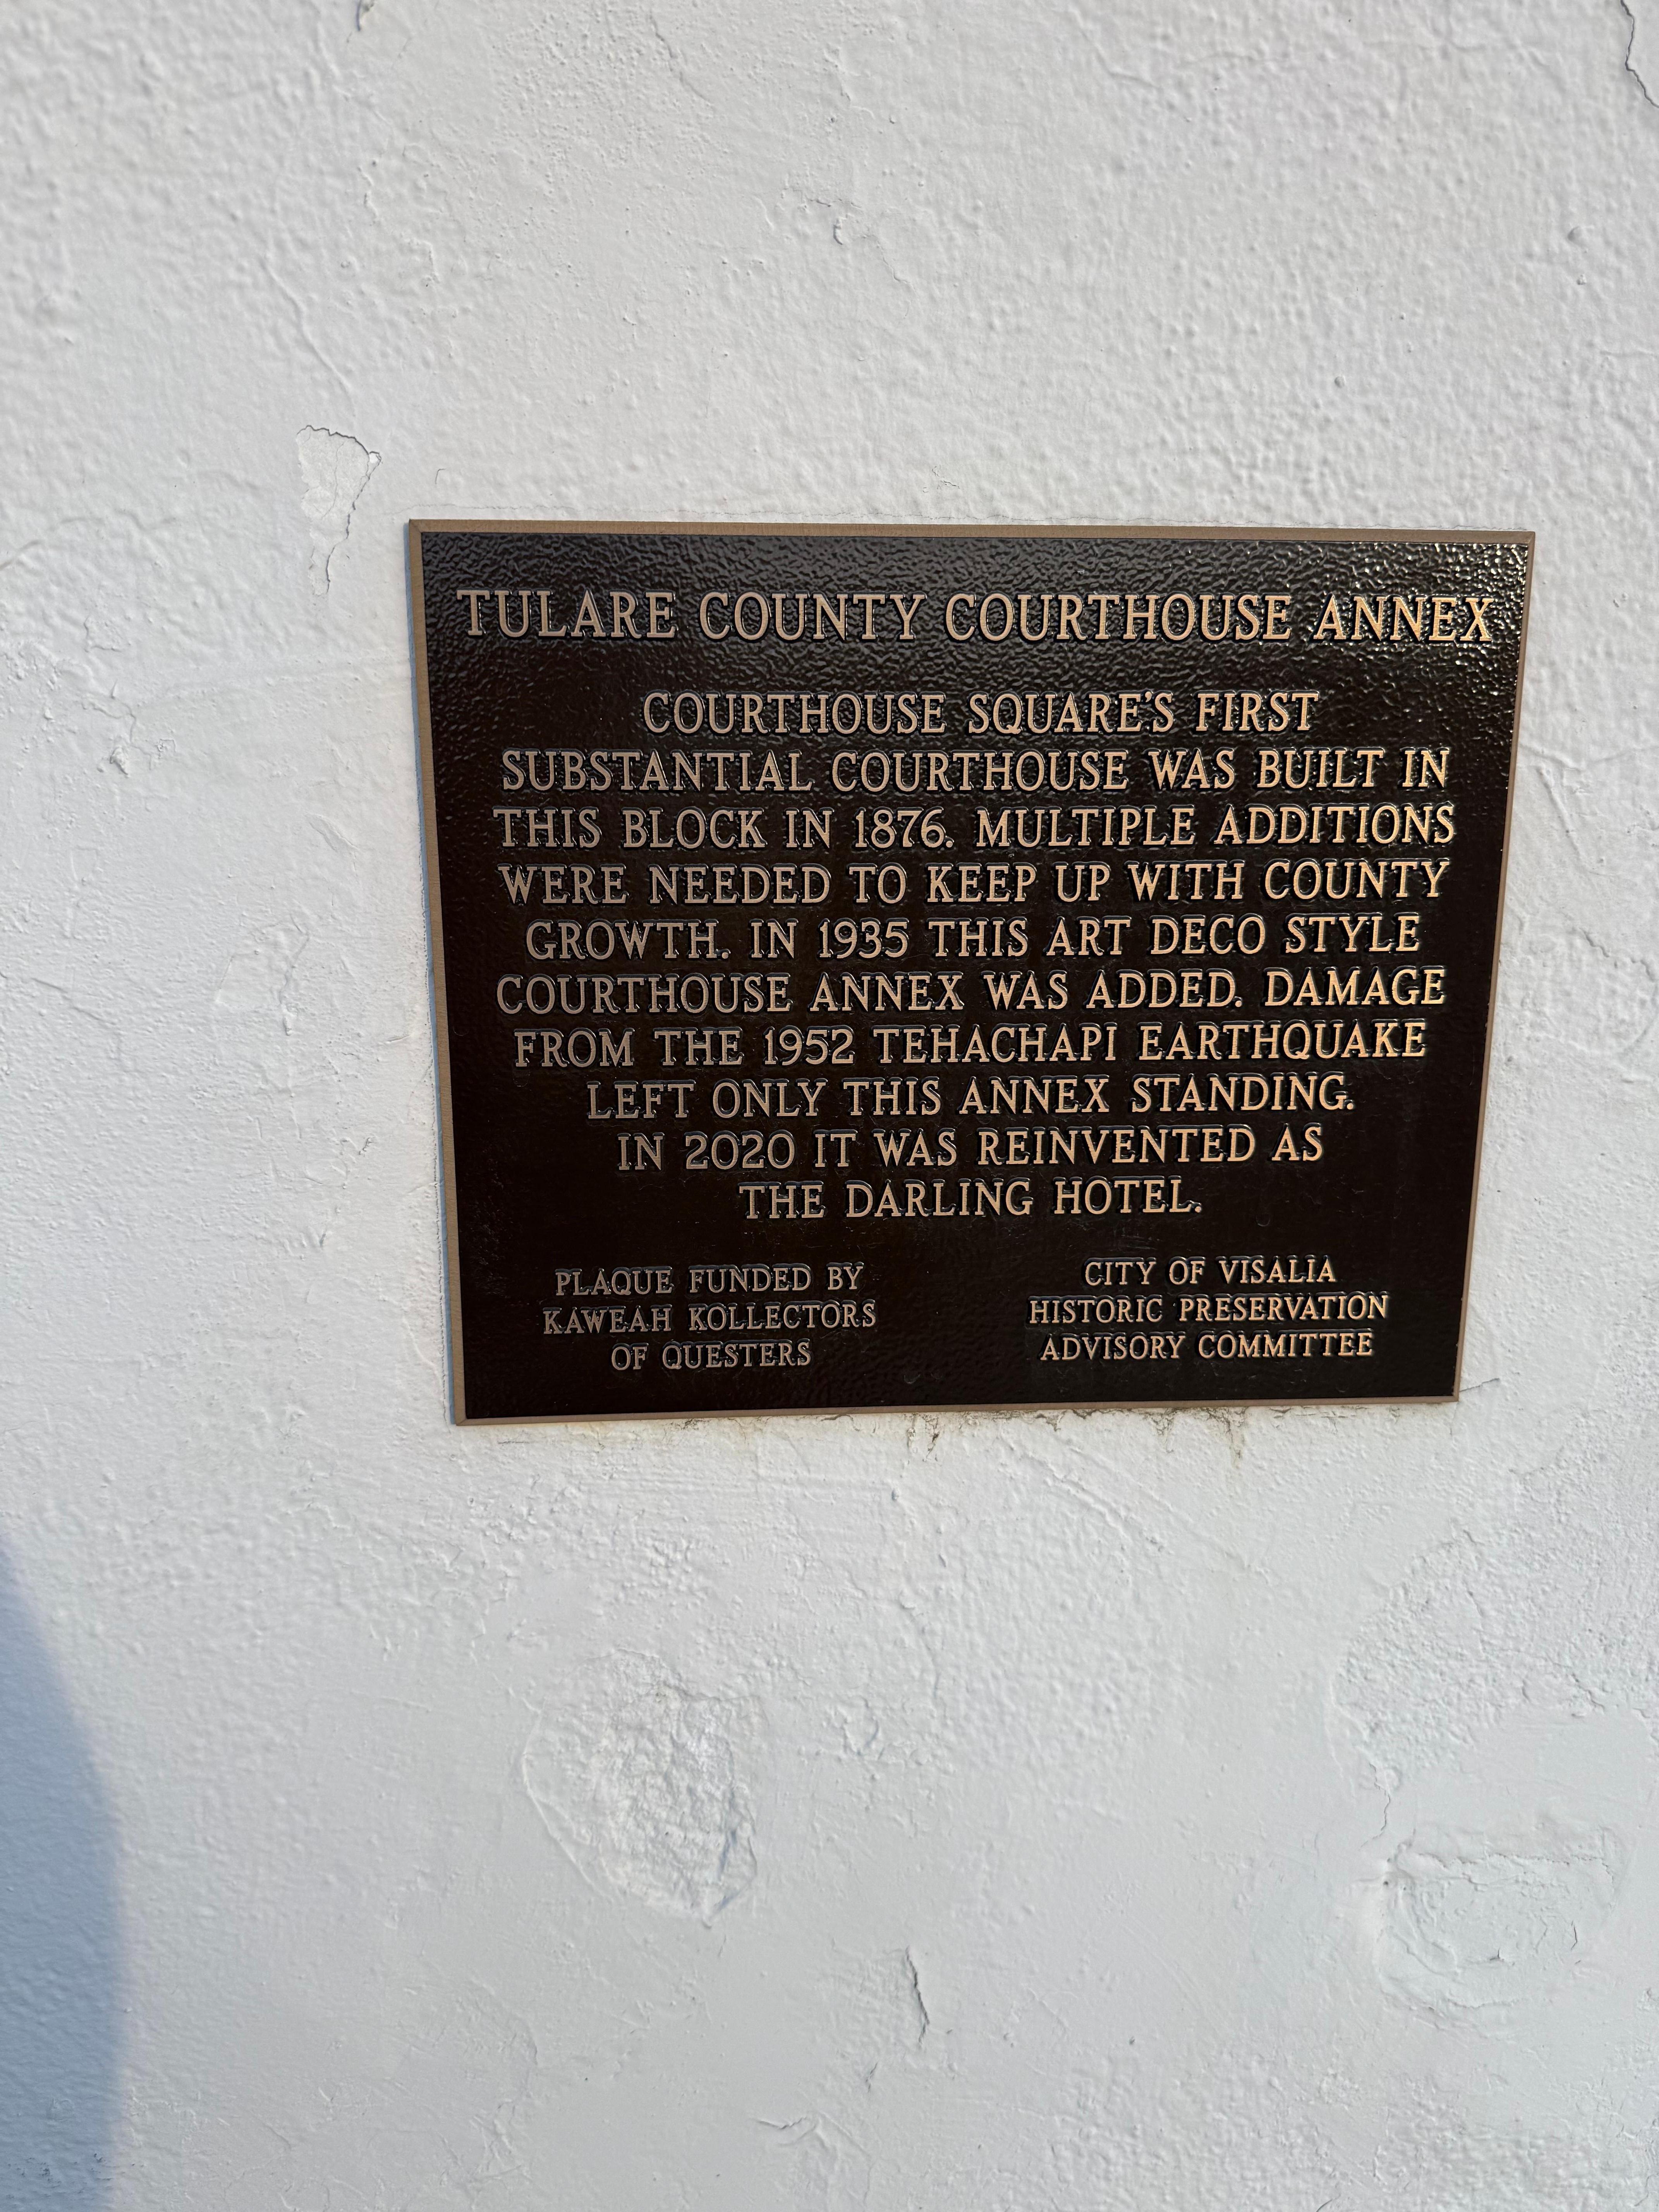 TULARE COUNTY COURTHOUSE ANNEX
COURTHOUSE SQUARE'S FIRST
SUBSTANTIAL COURTHOUSE WAS BUILT IN
THIS BLOCK IN 1876. MULTIPLE ADDITIONS
WERE NEEDED TO KEEP UP WITH COUNTY
GROWTH. IN 1935 THIS ART DECO STYLE
COURTHOUSE ANNEX WAS ADDED. DAMAGE
FROM THE 1952 TEHACHAPI EARTHQUAKE
LEFT ONLY THIS ANNEX STANDING.
IN 2020 IT WAS REINVENTED AS
THE DARLING HOTEL.
PLAQUE FUNDED BY
KAWEAH KOLLECTORS
OF QUESTERS
CITY OF VISALIA
HISTORIC PRESERVATION
ADVISORY COMMITTEE